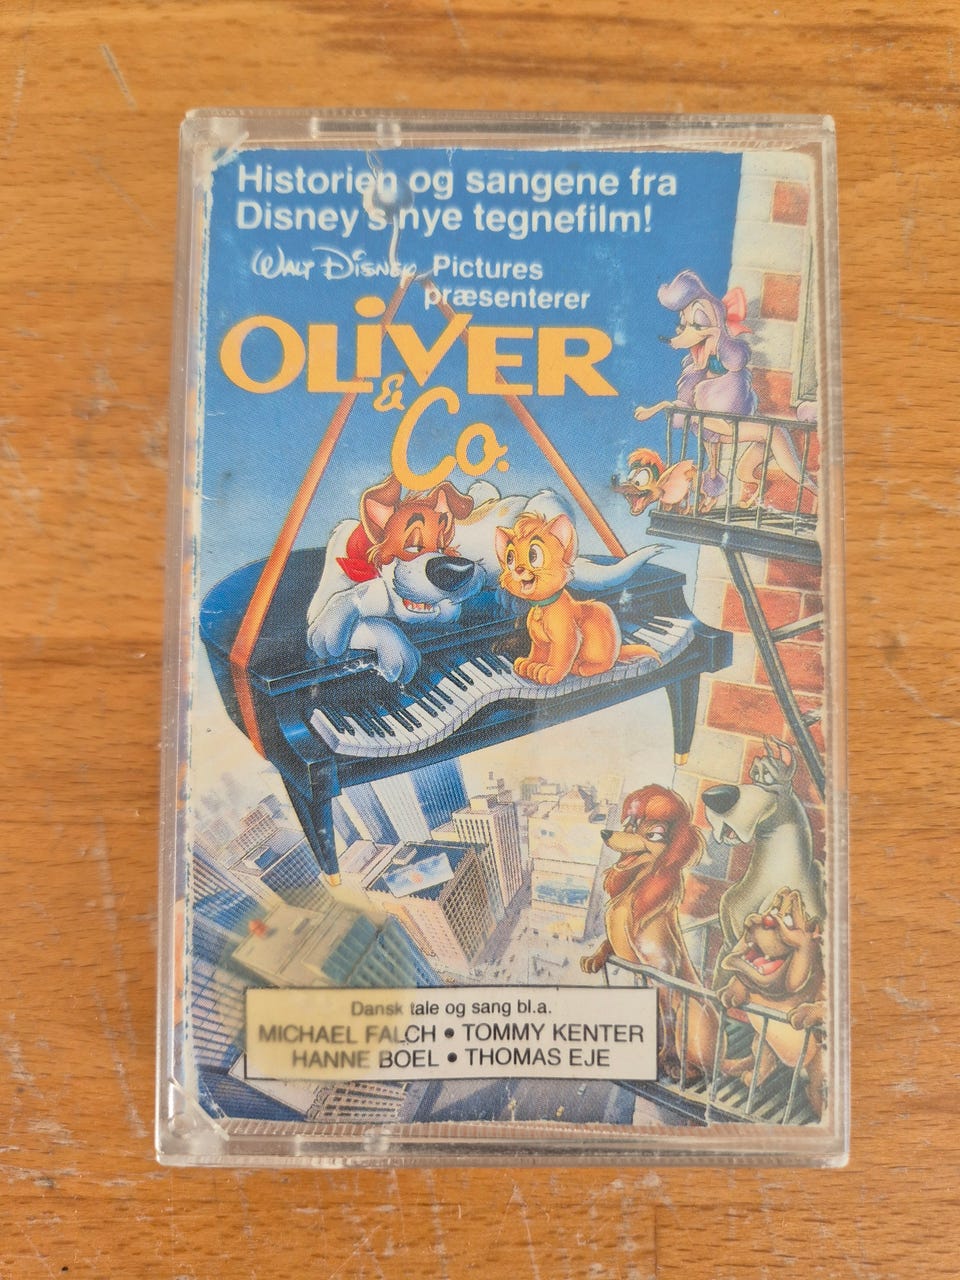 Historien og sangene fra
Disney's nye tegnefilm!
Walt Disney Pictures
præsenterer
OLiVER
& Co.
Dansk tale og sang bl.a.
MICHAEL FALCH • TOMMY KENTER
HANNE BOEL • THOMAS EJE